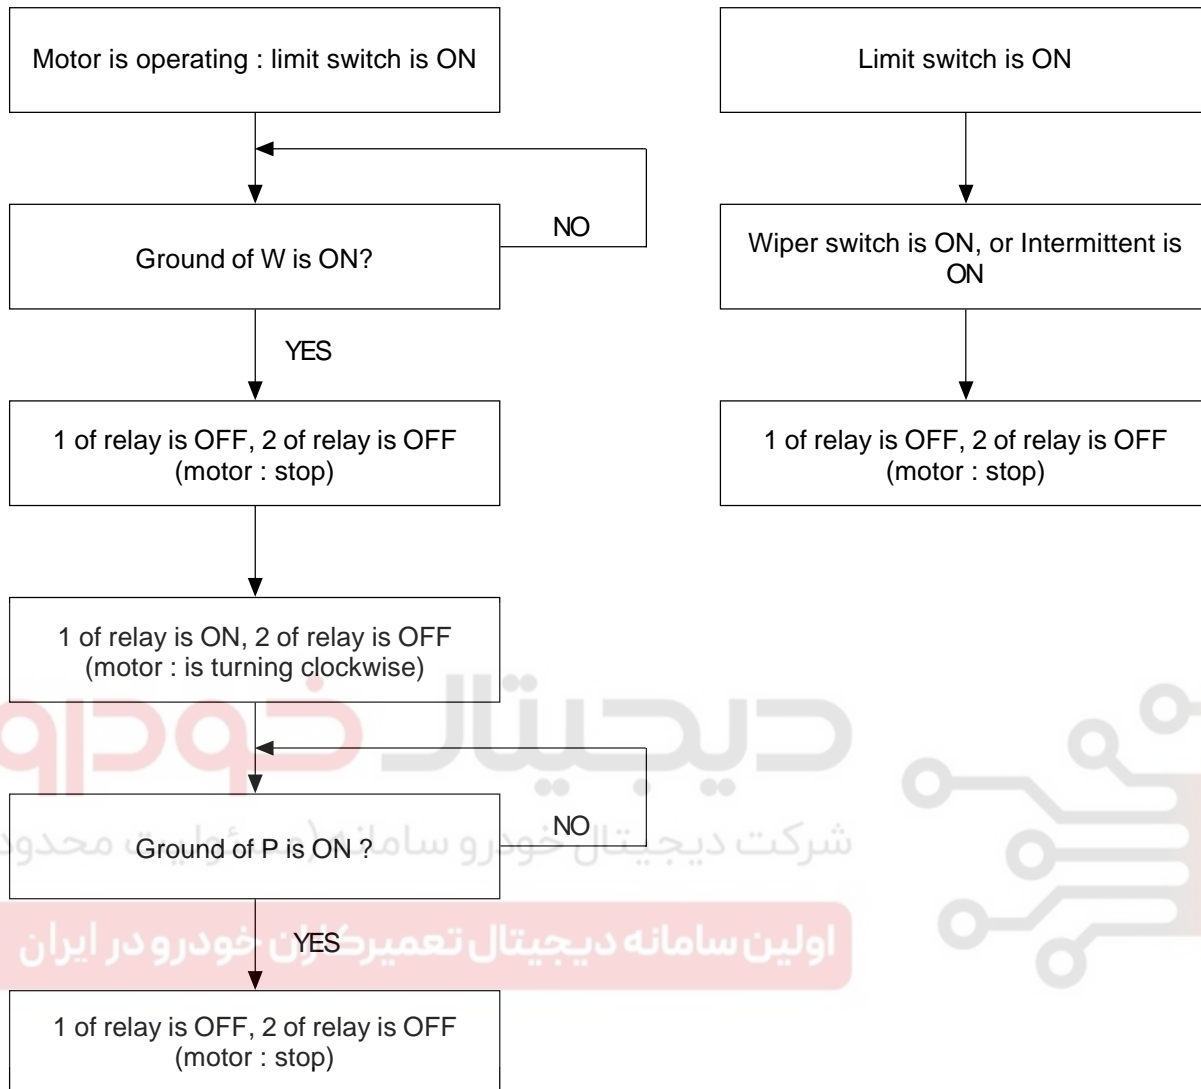 Motor is operating : limit switch is ON
Ground of W is ON?
NO
YES
1 of relay is OFF, 2 of relay is OFF
(motor : stop)
1 of relay is ON, 2 of relay is OFF
(motor : is turning clockwise)
Ground of P is ON ?
NO
YES
1 of relay is OFF, 2 of relay is OFF
(motor : stop)
Limit switch is ON
Wiper switch is ON, or Intermittent is
ON
1 of relay is OFF, 2 of relay is OFF
(motor : stop)
دیجیتال خودرو
شرکت دیجیتال خودرو سامانه (مسئولیت محدود
اولین سامانه دیجیتال تعمیرکاران خودرو در ایران